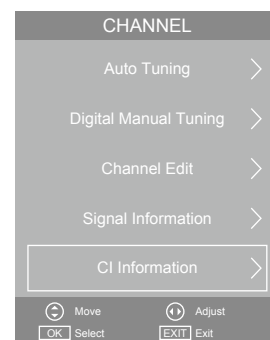 CHANNEL
Auto Tuning
Digital Manual Tuning
Channel Edit
Signal Information
CI Information
Move Adjust
OK Select EXIT Exit